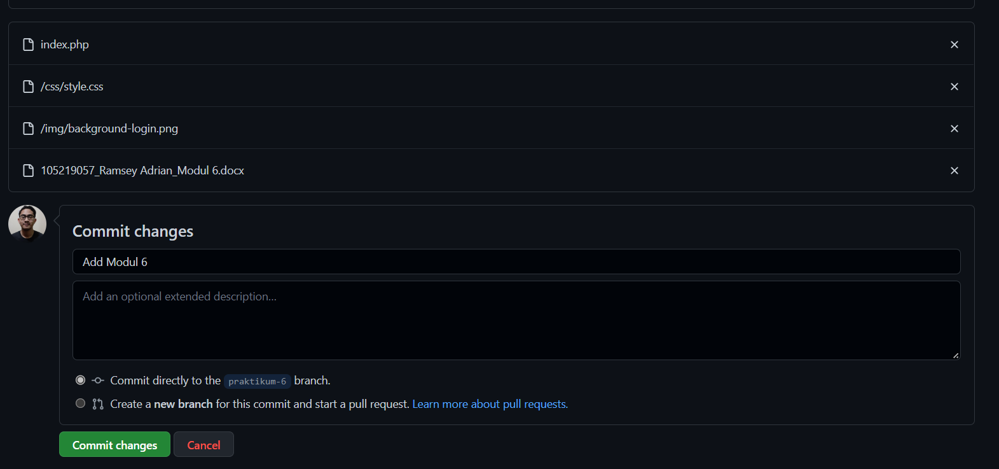 index.php
/css/style.css
/img/background-login.png
105219057_Ramsey Adrian_Modul 6.docx
Commit changes
Add Modul 6
Add an optional extended description...
Commit directly to the praktikum-6 branch.
Create a new branch for this commit and start a pull request. Learn more about pull requests.
Commit changes Cancel